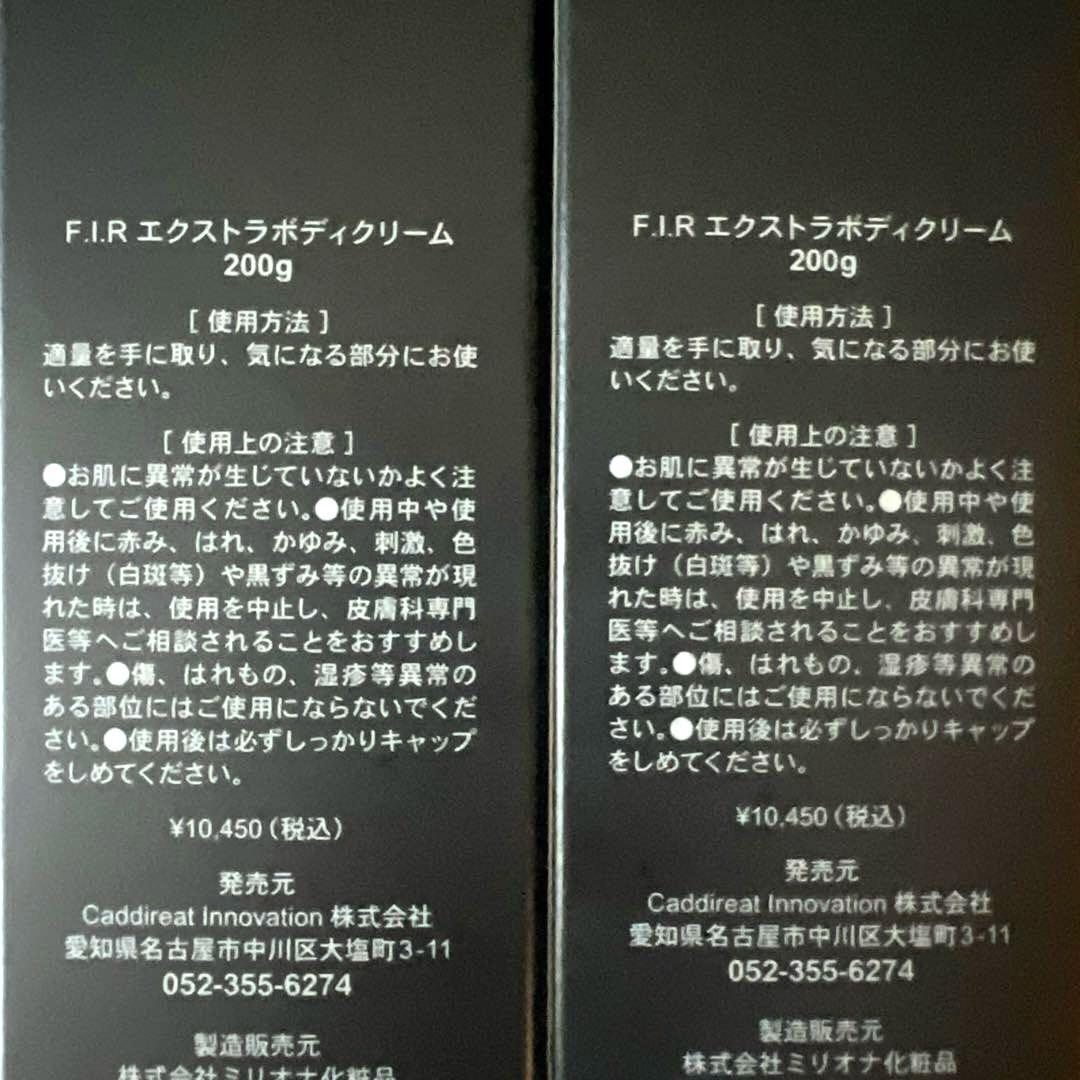 F.I.R エクストラボディクリーム
200g
[ 使用方法 ]
適量を手に取り、気になる部分にお使
いください。
[ 使用上の注意 ]
●お肌に異常が生じていないかよく注
意してご使用ください。●使用中や使
用後に赤み、はれ、かゆみ、刺激、色
抜け（白斑等）や黒ずみ等の異常が現
れた時は、使用を中止し、皮膚科専門
医等へご相談されることをおすすめし
ます。●傷、はれもの、湿疹等異常の
ある部位にはご使用にならないでくだ
さい。●使用後は必ずしっかりキャップ
をしめてください。
¥10,450（税込）
発売元
Caddireat Innovation 株式会社
愛知県名古屋市中川区大塩町3-11
052-355-6274
製造販売元
株式会社ミリオナ化粧品
F.I.R エクストラボディクリーム
200g
[ 使用方法 ]
適量を手に取り、気になる部分にお使
いください。
[ 使用上の注意 ]
●お肌に異常が生じていないかよく注
意してご使用ください。●使用中や使
用後に赤み、はれ、かゆみ、刺激、色
抜け（白斑等）や黒ずみ等の異常が現
れた時は、使用を中止し、皮膚科専門
医等へご相談されることをおすすめし
ます。●傷、はれもの、湿疹等異常の
ある部位にはご使用にならないでくだ
さい。●使用後は必ずしっかりキャップ
をしめてください。
¥10,450（税込）
発売元
Caddireat Innovation 株式会社
愛知県名古屋市中川区大塩町3-11
052-355-6274
製造販売元
株式会社ミリオナ化粧品